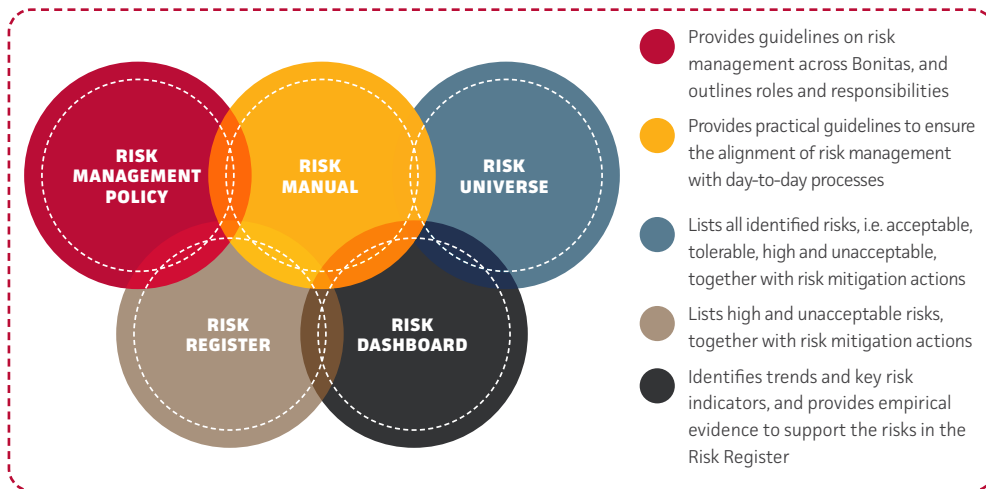 RISK
MANAGEMENT
POLICY
RISK
MANUAL
RISK
UNIVERSE
RISK
REGISTER
RISK
DASHBOARD
Provides guidelines on risk
management across Bonitas, and
outlines roles and responsibilities
Provides practical guidelines to ensure
the alignment of risk management
with day-to-day processes
Lists all identified risks, i.e. acceptable,
tolerable, high and unacceptable,
together with risk mitigation actions
Lists high and unacceptable risks,
together with risk mitigation actions
Identifies trends and key risk
indicators, and provides empirical
evidence to support the risks in the
Risk Register